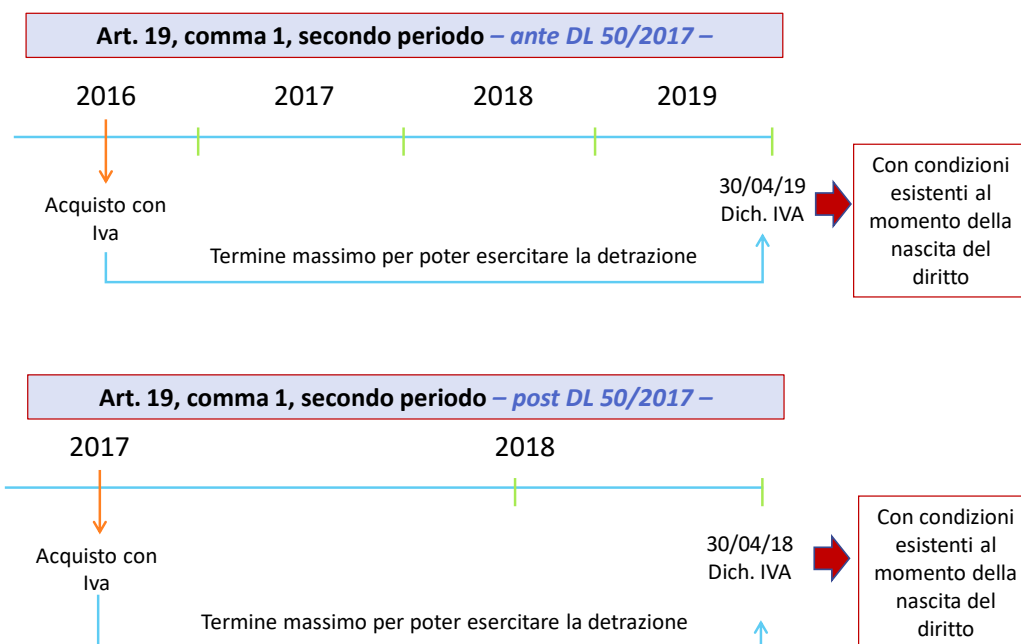 Art. 19, comma 1, secondo periodo – ante DL 50/2017 –
2016 2017 2018 2019
Acquisto con
Iva
30/04/19
Dich. IVA
Termine massimo per poter esercitare la detrazione
Con condizioni
esistenti al
momento della
nascita del
diritto
Art. 19, comma 1, secondo periodo – post DL 50/2017 –
2017 2018
Acquisto con
Iva
30/04/18
Dich. IVA
Termine massimo per poter esercitare la detrazione
Con condizioni
esistenti al
momento della
nascita del
diritto